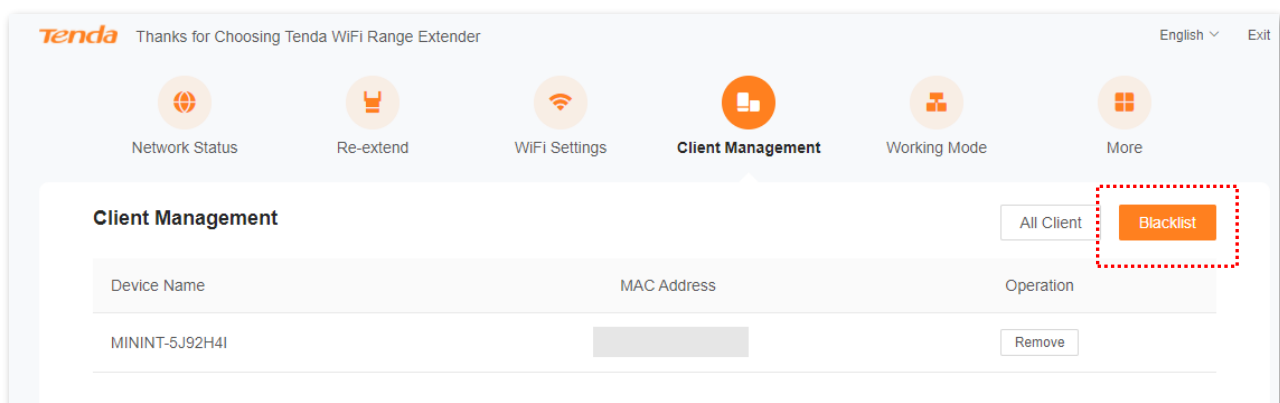 Tenda Thanks for Choosing Tenda WiFi Range Extender English Exit
Network Status Re-extend WiFi Settings Client Management Working Mode More
Client Management All Client Blacklist
Device Name MAC Address Operation
MININT-5J92H4I Remove